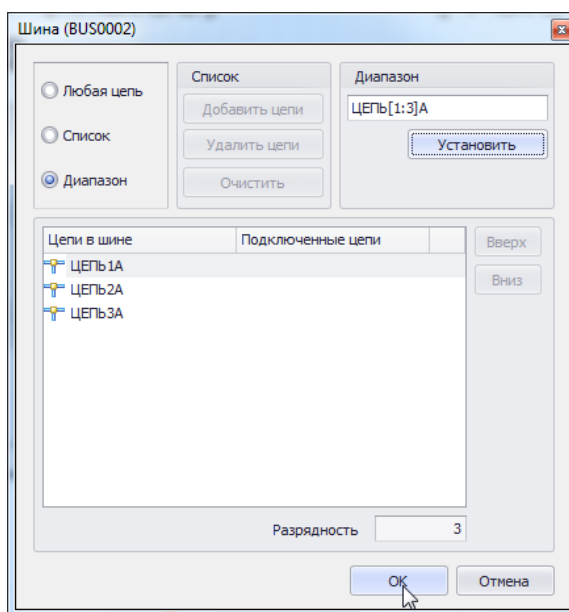 Шина (BUS0002)
Любая цепь
Список
Диапазон
Список
Добавить цепи
Удалить цепи
Очистить
Диапазон
ЦЕПЬ[1:3]А
Установить
Цепи в шине Подключенные цепи
ЦЕПЬ1А
ЦЕПЬ2А
ЦЕПЬ3А
Вверх
Вниз
Разрядность 3
OK Отмена